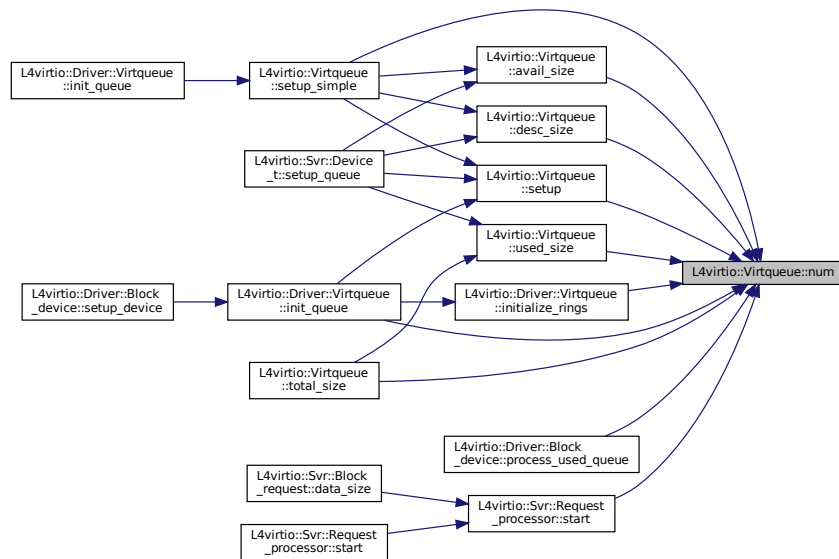 L4virtio::Driver::Virtqueue
::init_queue
L4virtio::Virtqueue
::setup_simple
L4virtio::Virtqueue
::avail_size
L4virtio::Virtqueue
::desc_size
L4virtio::Svr::Device
_t::setup_queue
L4virtio::Virtqueue
::setup
L4virtio::Virtqueue
::used_size
L4virtio::Virtqueue::num
L4virtio::Driver::Block
_device::setup_device
L4virtio::Driver::Virtqueue
::init_queue
L4virtio::Driver::Virtqueue
::initialize_rings
L4virtio::Virtqueue
::total_size
L4virtio::Driver::Block
_device::process_used_queue
L4virtio::Svr::Block
_request::data_size
L4virtio::Svr::Request
_processor::start
L4virtio::Svr::Request
_processor::start